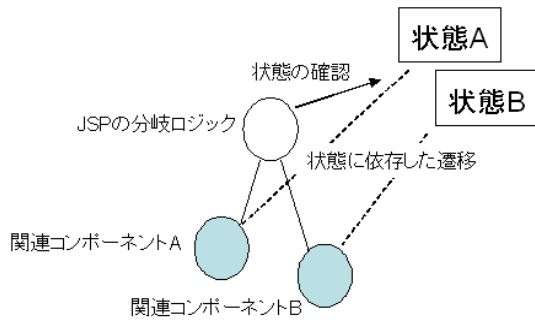 状態A
状態の確認
状態B
JSPの分岐ロジック
状態に依存した遷移
関連コンポーネントA
関連コンポーネントB